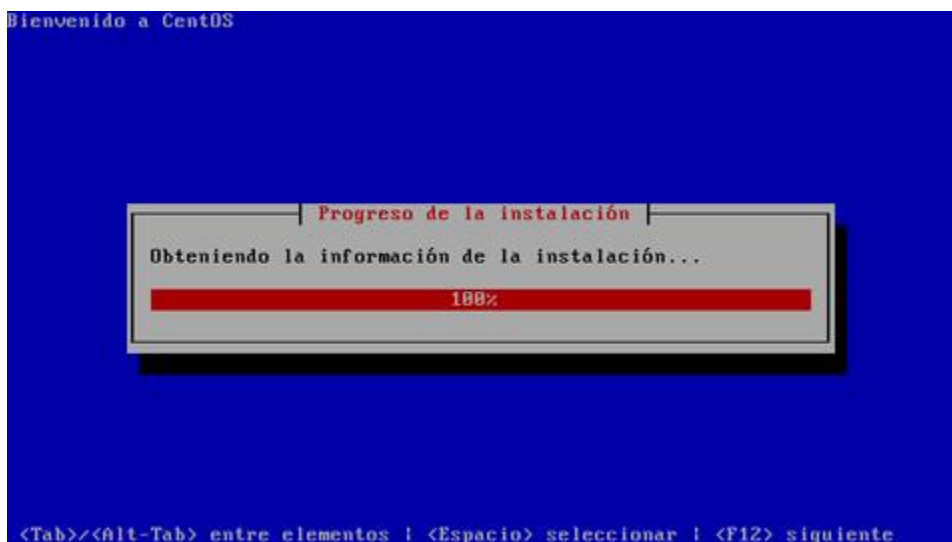 Bienvenido a CentOS
Progreso de la instalación
Obteniendo la información de la instalación...
100%
<Tab>/<Alt-Tab> entre elementos | <Espacio> seleccionar | <F12> siguiente